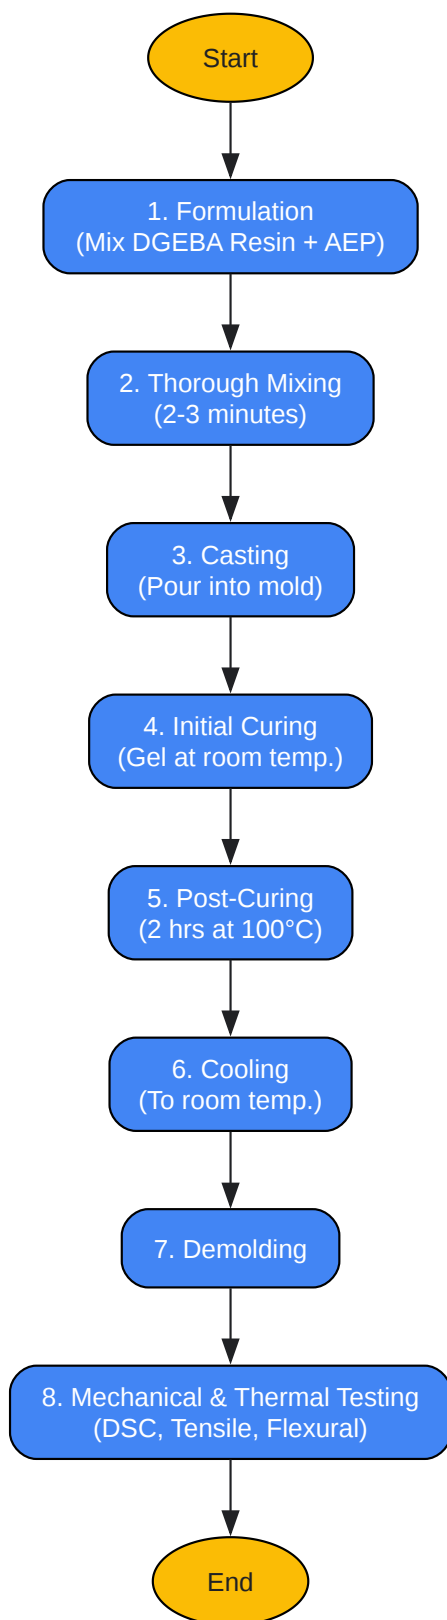 Start
1. Formulation
(Mix DGEBA Resin + AEP)
2. Thorough Mixing
(2-3 minutes)
3. Casting
(Pour into mold)
4. Initial Curing
(Gel at room temp.)
5. Post-Curing
(2 hrs at 100°C)
6. Cooling
(To room temp.)
7. Demolding
8. Mechanical & Thermal Testing
(DSC, Tensile, Flexural)
End